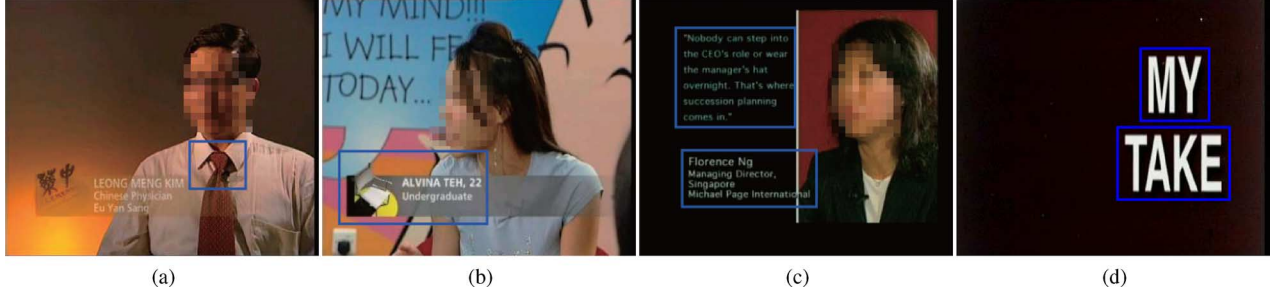 LEONG MENG KIM
Chinese Physician
Eu Yan Sang
MY MIND!!!
I WILL
TODAY...
ALVINA TEH, 22
Undergraduate
"Nobody can step into
the CEO's role or wear
the manager's hat
overnight. That's where
succession planning
comes in."
Florence Ng
Managing Director,
Singapore
Michael Page International
MY
TAKE
(a)
(b)
(c)
(d)